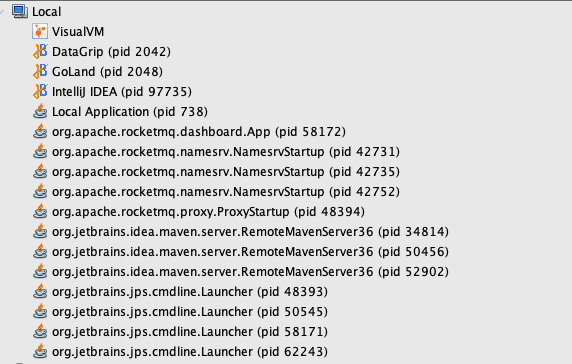 Local
VisualVM
DataGrip (pid 2042)
GoLand (pid 2048)
IntelliJ IDEA (pid 97735)
Local Application (pid 738)
org.apache.rocketmq.dashboard.App (pid 58172)
org.apache.rocketmq.namesrv.NamesrvStartup (pid 42731)
org.apache.rocketmq.namesrv.NamesrvStartup (pid 42735)
org.apache.rocketmq.namesrv.NamesrvStartup (pid 42752)
org.apache.rocketmq.proxy.ProxyStartup (pid 48394)
org.jetbrains.idea.maven.server.RemoteMavenServer36 (pid 34814)
org.jetbrains.idea.maven.server.RemoteMavenServer36 (pid 50456)
org.jetbrains.idea.maven.server.RemoteMavenServer36 (pid 52902)
org.jetbrains.jps.cmdline.Launcher (pid 48393)
org.jetbrains.jps.cmdline.Launcher (pid 50545)
org.jetbrains.jps.cmdline.Launcher (pid 58171)
org.jetbrains.jps.cmdline.Launcher (pid 62243)